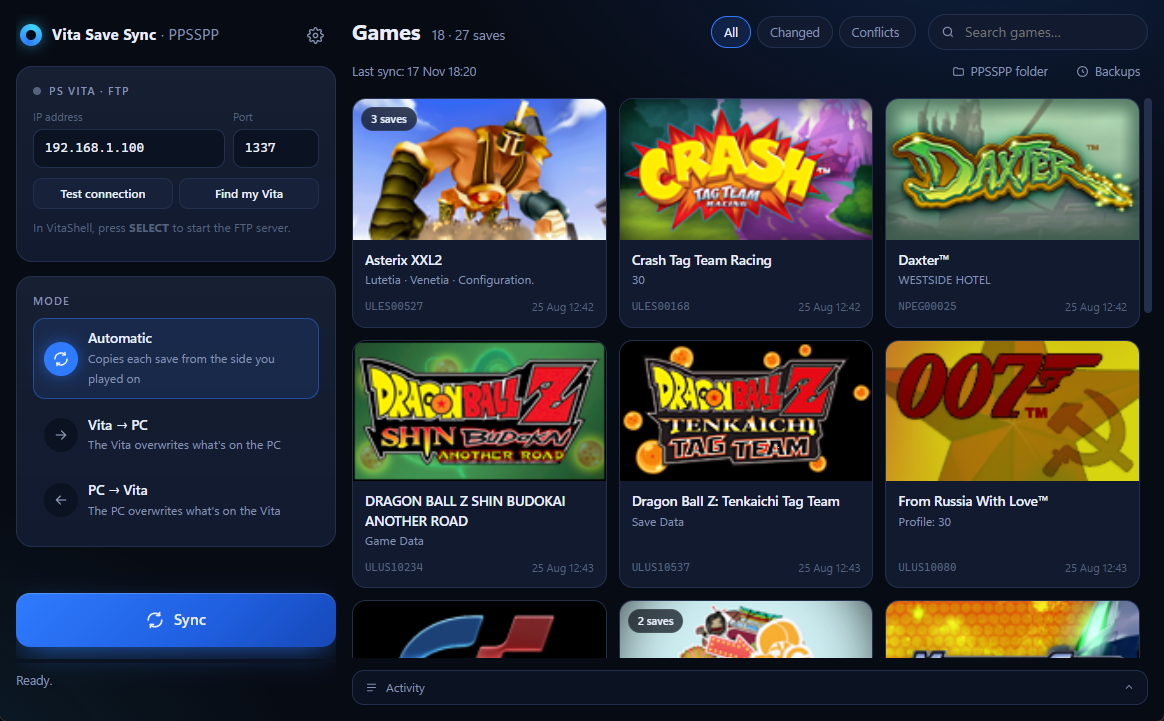 Vita Save Sync · PPSSPP
PS VITA · FTP
IP address
Port
192.168.1.100
1337
Test connection
Find my Vita
In VitaShell, press SELECT to start the FTP server.
MODE
Automatic
Copies each save from the side you
played on
Vita → PC
The Vita overwrites what's on the PC
PC → Vita
The PC overwrites what's on the Vita
Sync
Ready.
Games 18 · 27 saves
All
Changed
Conflicts
Search games...
Last sync: 17 Nov 18:20
PPSSPP folder
Backups
3 saves
Asterix XXL2
Lutetia · Venetia · Configuration.
ULES00527
25 Aug 12:42
CRASH™
TAG TEAM
RACING
Crash Tag Team Racing
30
ULES00168
25 Aug 12:42
DAXTER™
Daxter™
WESTSIDE HOTEL
NPEG00025
25 Aug 12:42
DRAGON BALL Z
SHIN BUDOKAI
ANOTHER ROAD
DRAGON BALL Z SHIN BUDOKAI
ANOTHER ROAD
Game Data
ULUS10234
25 Aug 12:43
DRAGON BALL Z
TENKAICHI
TAG TEAM
Dragon Ball Z: Tenkaichi Tag Team
Save Data
ULUS10537
25 Aug 12:43
007™
From Russia With Love™
Profile: 30
ULUS10080
25 Aug 12:43
2 saves
Activity